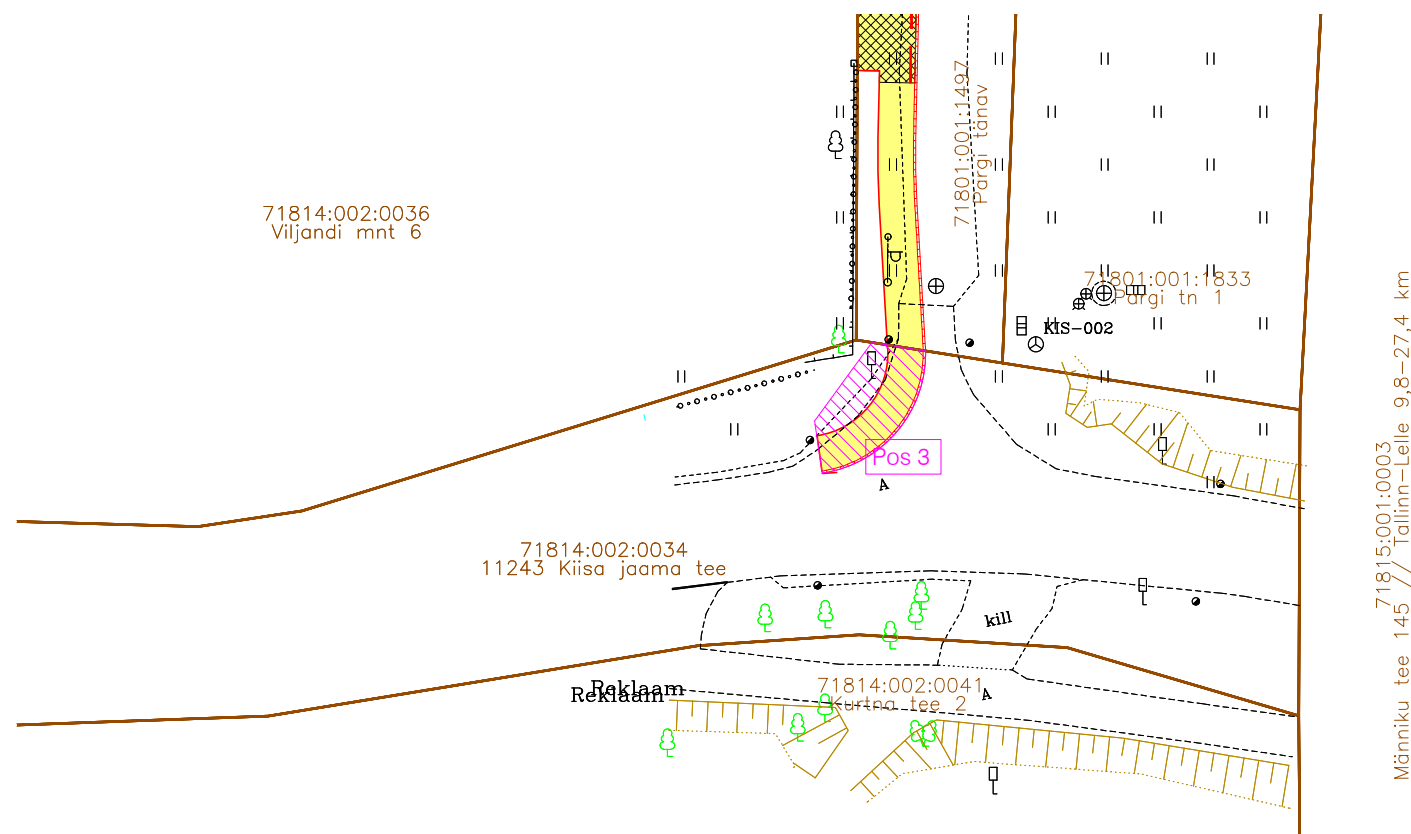 71801:001:1497
Pargi tänav
71814:002:0036
Viljandi mnt 6
71801:001:1833
Pargi tn 1
KIS-002
Pos 3
A
71814:002:0034
11243 Kiisa jaama tee
kill
A
71814:002:0041
Kurtna tee 2
Reklaam
Reklaam
71815:001:0003
Männiku tee 145 // Tallinn-Lelle 9,8-27,4 km